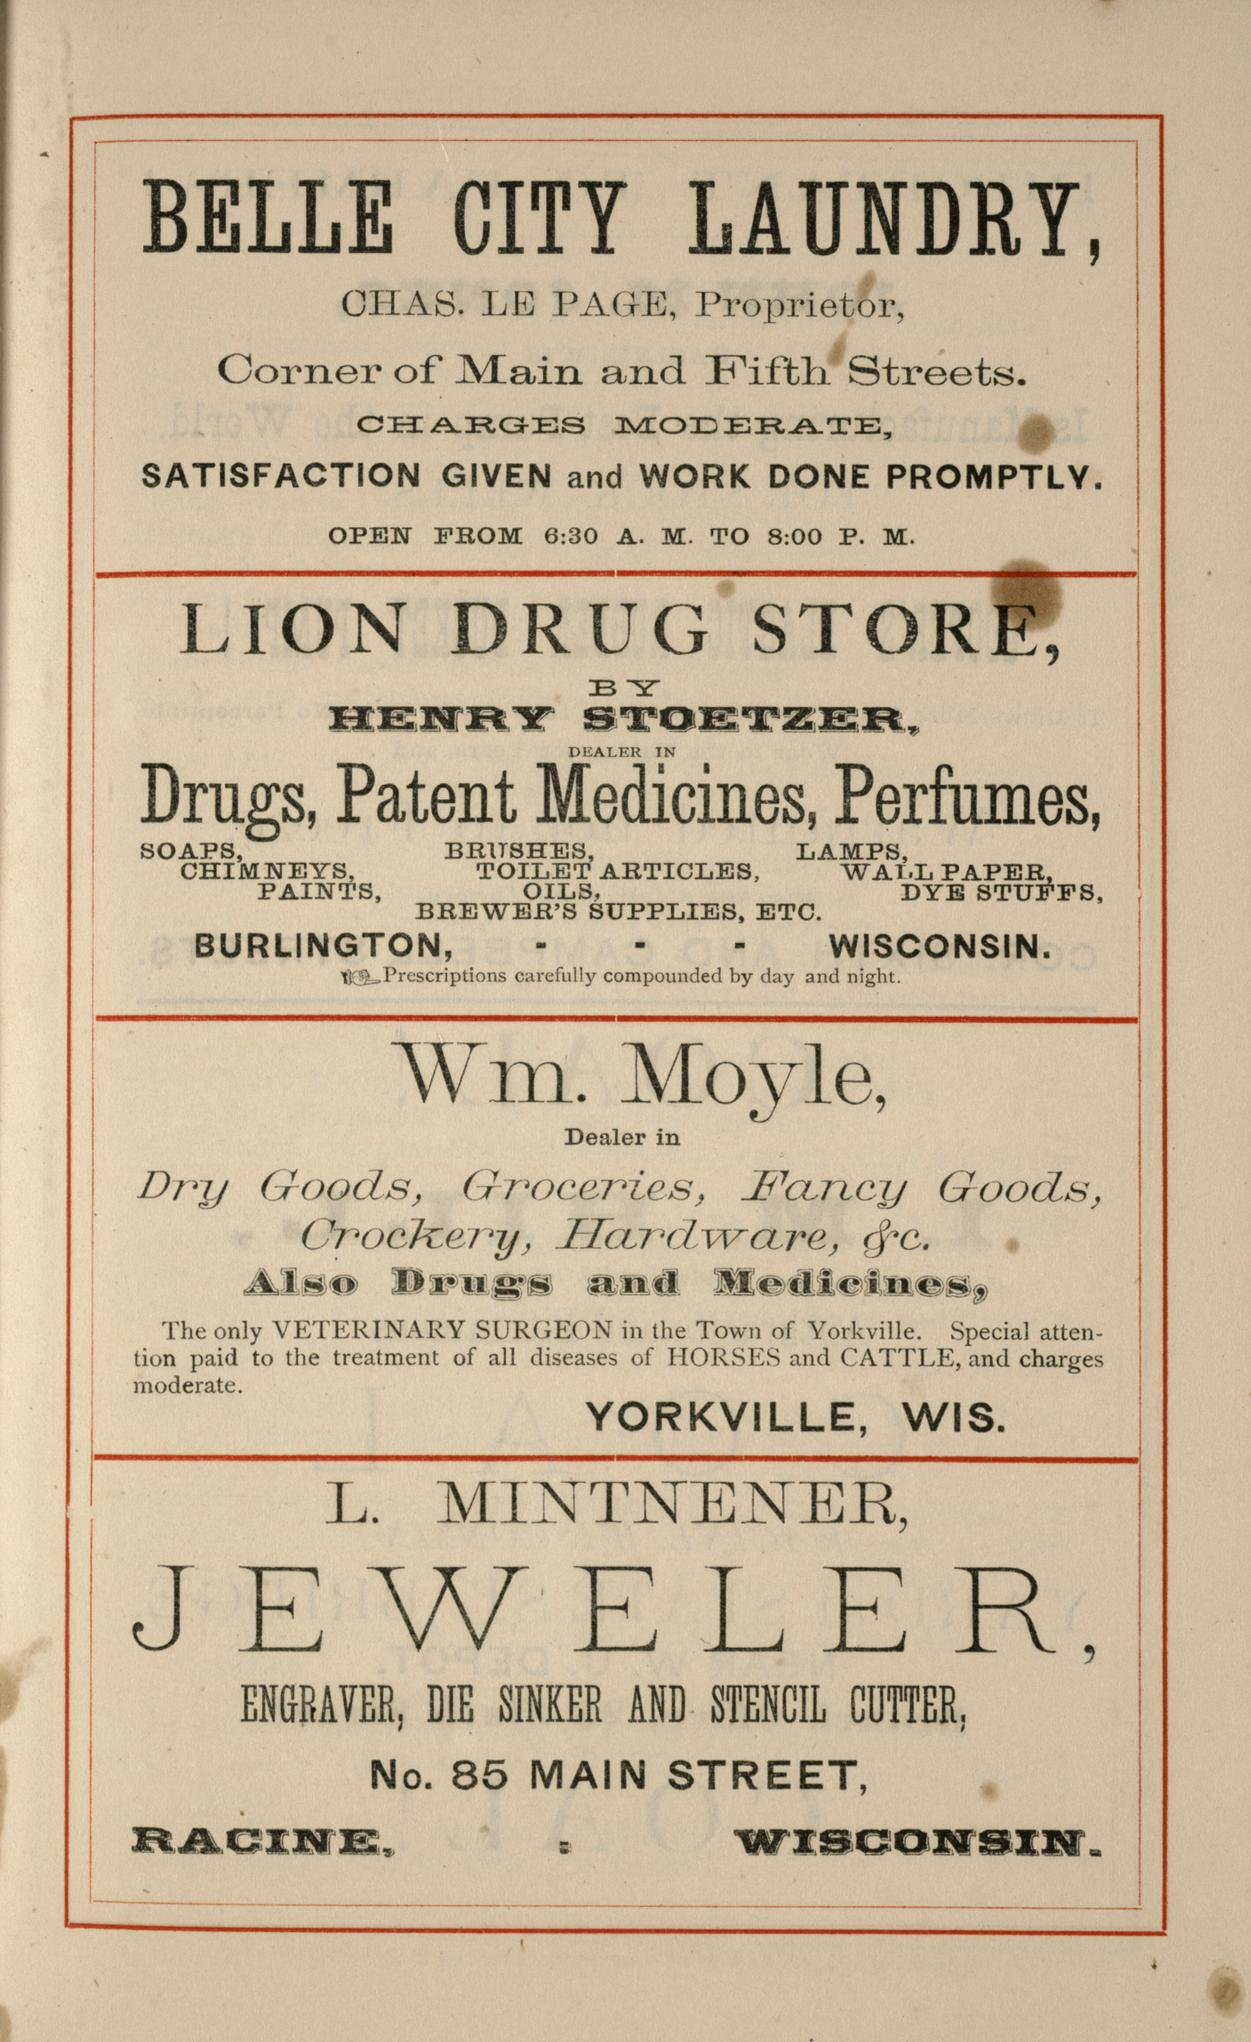 BELLE CITY LAUNDRY,
CHAS. LE PAGE, Proprietor,
Corner of Main and Fifth Streets.
CHARGES MODERATE,
SATISFACTION GIVEN and WORK DONE PROMPTLY.
OPEN FROM 6:30 A. M. TO 8:00 P. M.
LION DRUG STORE,
BY
HENRY STOETZER,
DEALER IN
Drugs, Patent Medicines, Perfumes,
SOAPS, BRUSHES, LAMPS,
CHIMNEYS, TOILET ARTICLES, WALL PAPER,
PAINTS, OILS, DYE STUFFS,
BREWER'S SUPPLIES, ETC.
BURLINGTON, - - - WISCONSIN.
Prescriptions carefully compounded by day and night.
Wm. Moyle,
Dealer in
Dry Goods, Groceries, Fancy Goods,
Crockery, Hardware, &c.
Also Drugs and Medicines,
The only VETERINARY SURGEON in the Town of Yorkville. Special atten-
tion paid to the treatment of all diseases of HORSES and CATTLE, and charges
moderate.
YORKVILLE, WIS.
L. MINTNENER,
JEWELER,
ENGRAVER, DIE SINKER AND STENCIL CUTTER,
No. 85 MAIN STREET,
RACINE, : WISCONSIN.